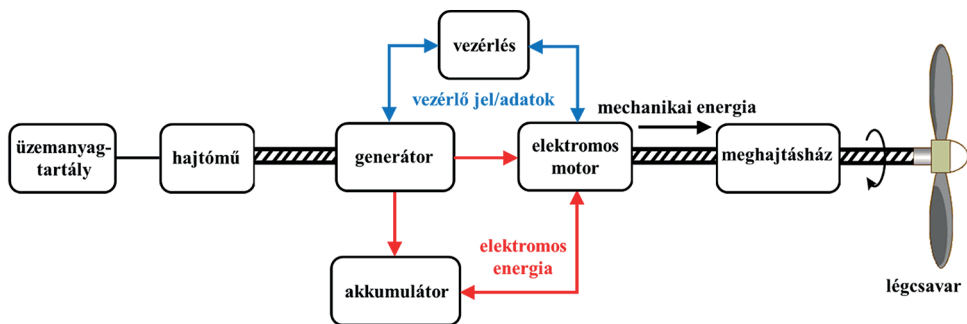 vezérlés
vezérlő jel/adatok
mechanikai energia
üzemanyag-
tartály
hajtómű
generátor
elektromos
motor
meghajtásház
elektromos
energia
akkumulátor
légcsavar